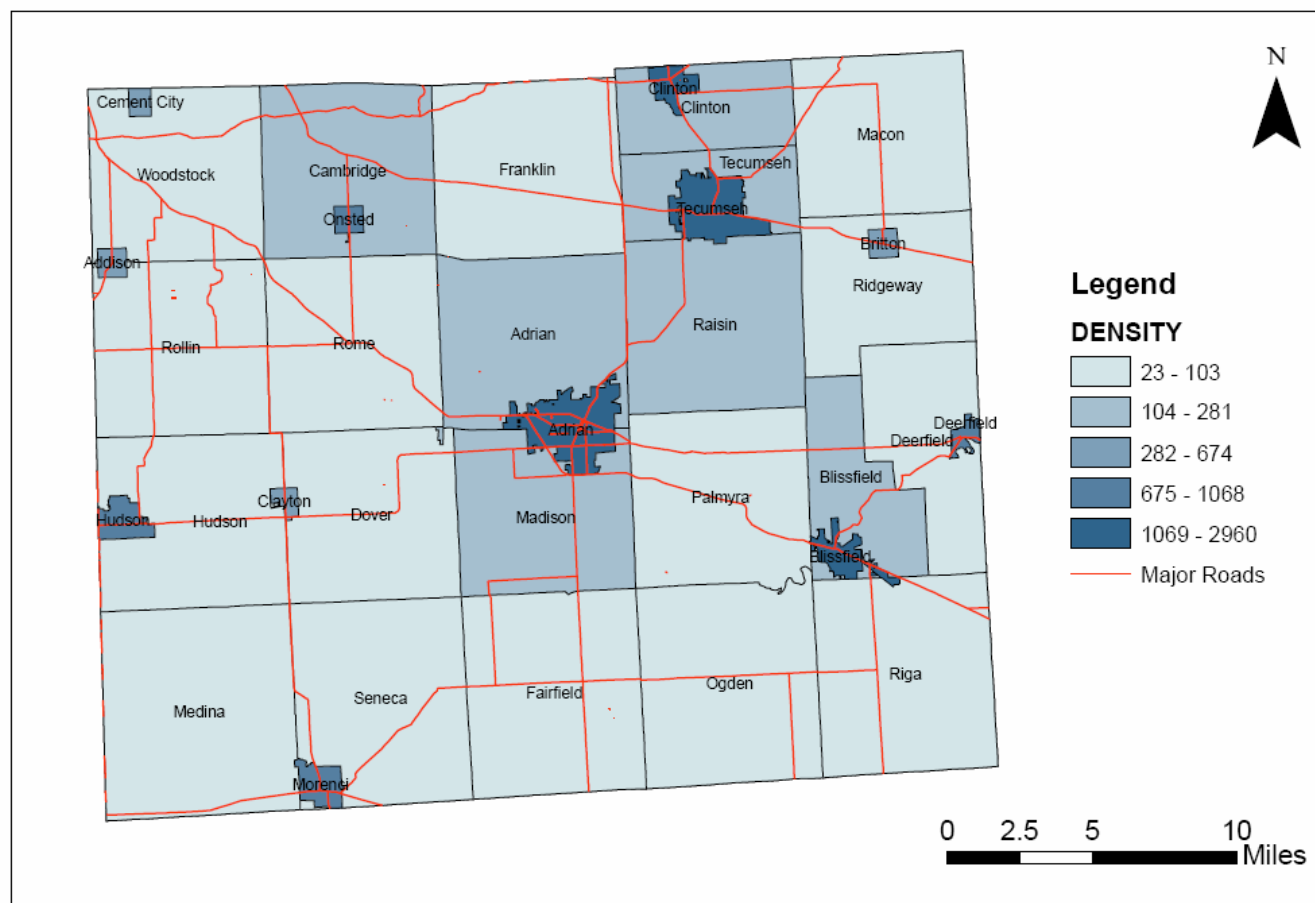 N
Clinton
Cement City
Clinton
Macon
Tecumseh
Franklin
Cambridge
Woodstock
Tecumseh
Onsted
Britton
Addison
Ridgeway
Legend
Raisin
DENSITY
Adrian
Rome
Rollin
23 - 103
104 - 281
Deerfield
Adrian
Deerfield
282 - 674
Blissfield
Palmyra
Clayton
675 - 1068
Dover
Madison
Hudson
Hudson
1069 - 2960
Blissfield
Major Roads
Riga
Ogden
Fairfield
Seneca
Medina
Morenci
0 2.5 5 10
Miles